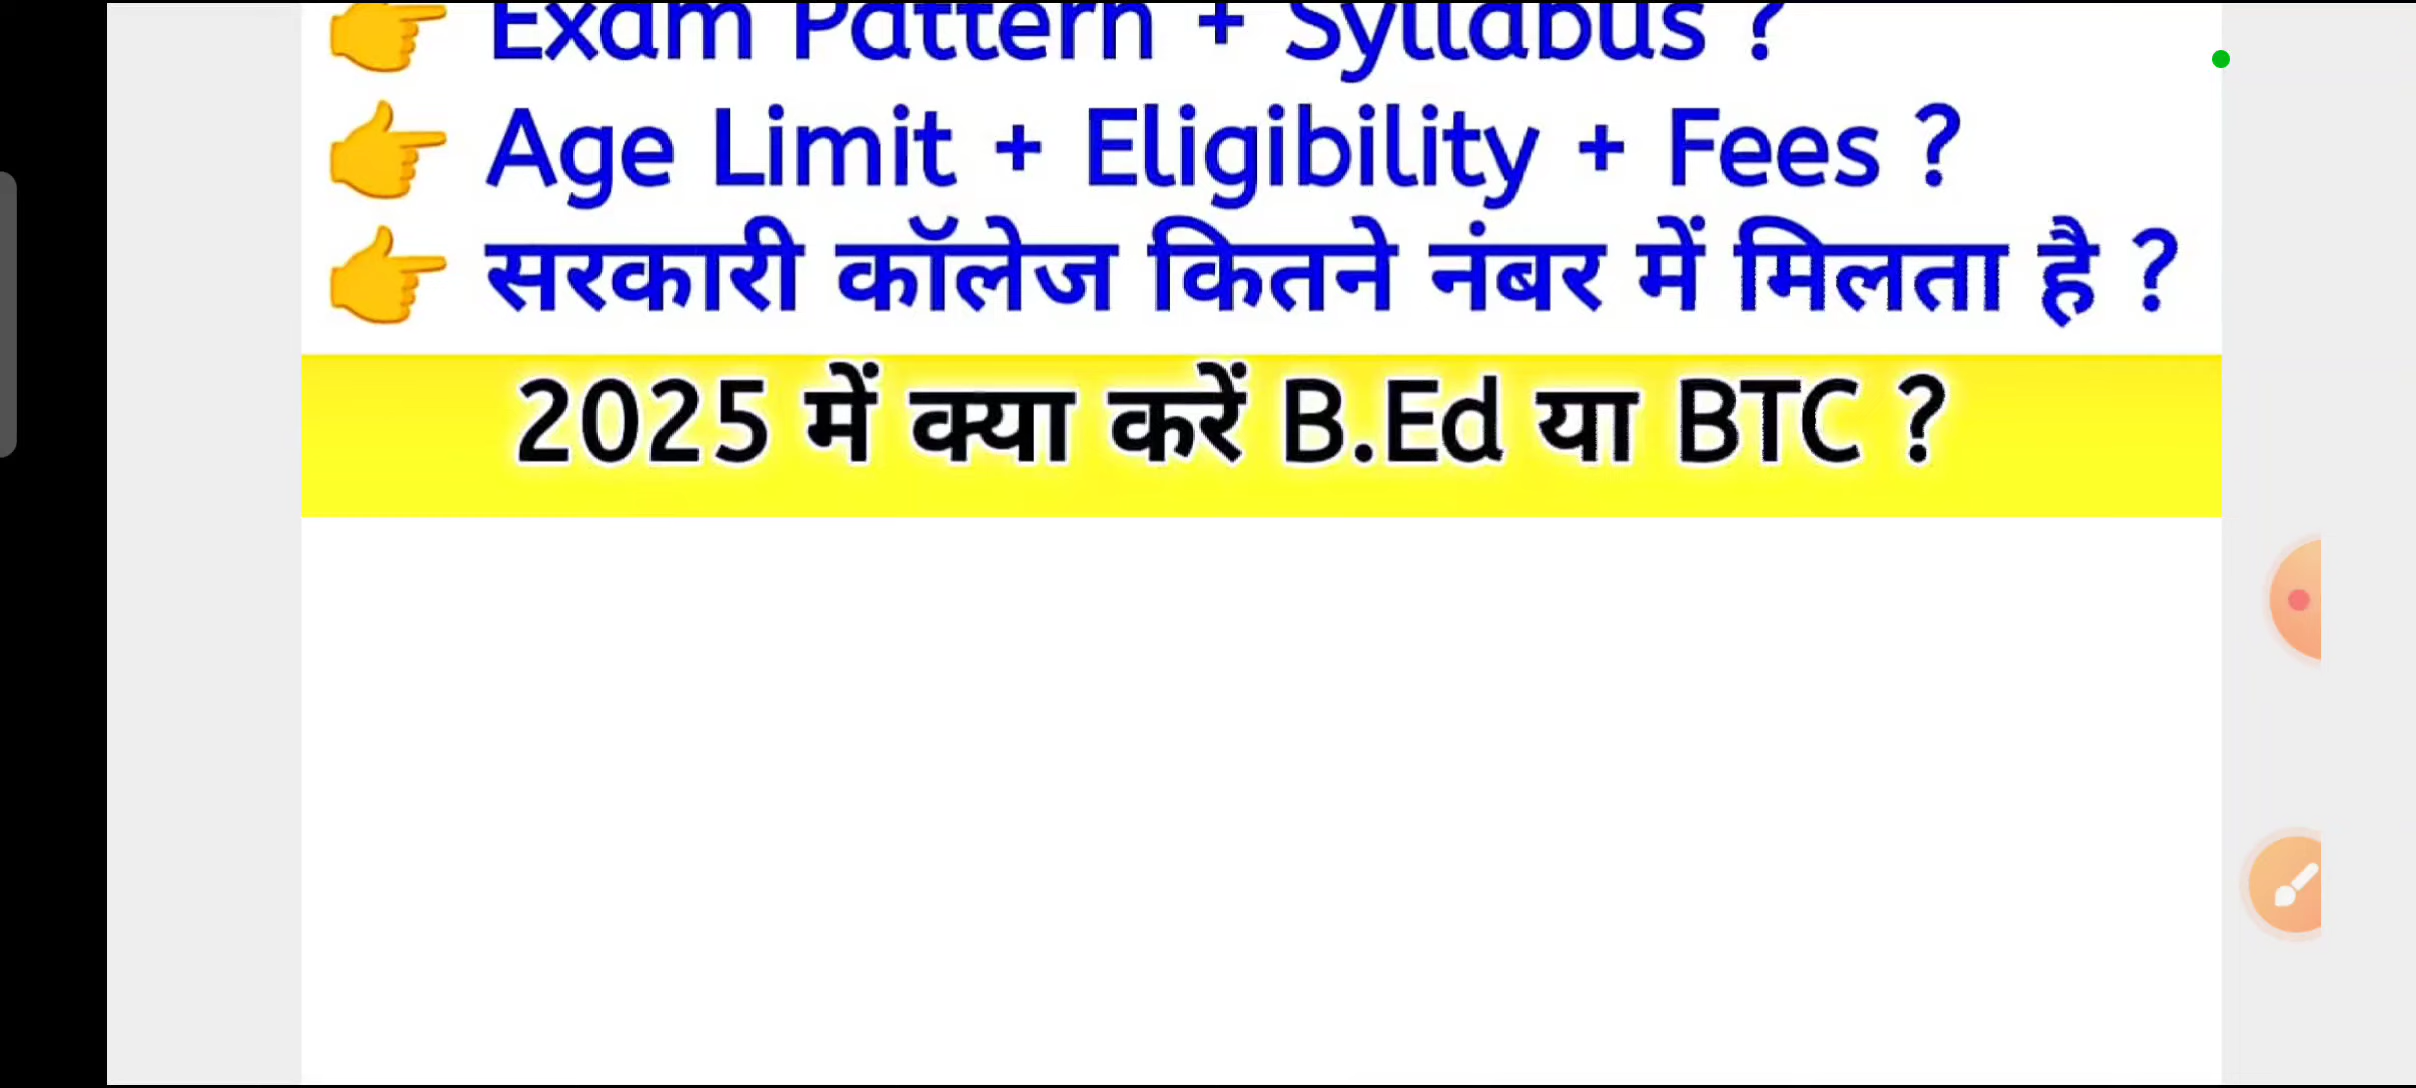 👉 Exam Pattern + Syllabus ?
👉 Age Limit + Eligibility + Fees ?
👉 सरकारी कॉलेज कितने नंबर में मिलता है ?
2025 में क्या करें B.Ed या BTC ?